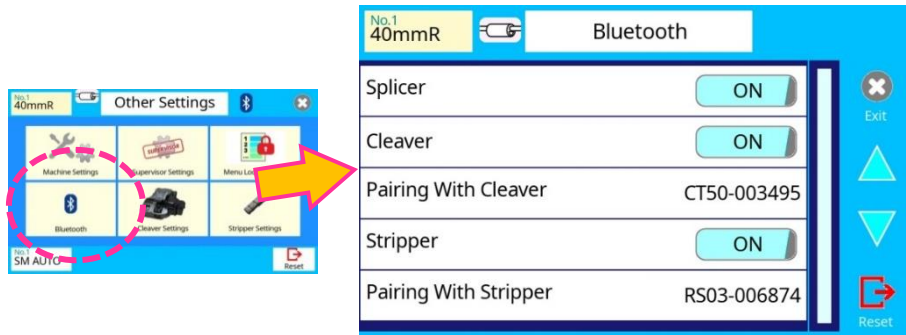 No.1
40mmR
Other Settings
Machine Settings
SUPERVISOR
Supervisor Settings
Menu Lo
Bluetooth
Cleaver Settings
Stripper Settings
No.1
SM AUTO
Reset
No.1
40mmR
Bluetooth
Splicer
ON
Cleaver
ON
Pairing With Cleaver
CT50-003495
Stripper
ON
Pairing With Stripper
RS03-006874
Exit
Reset